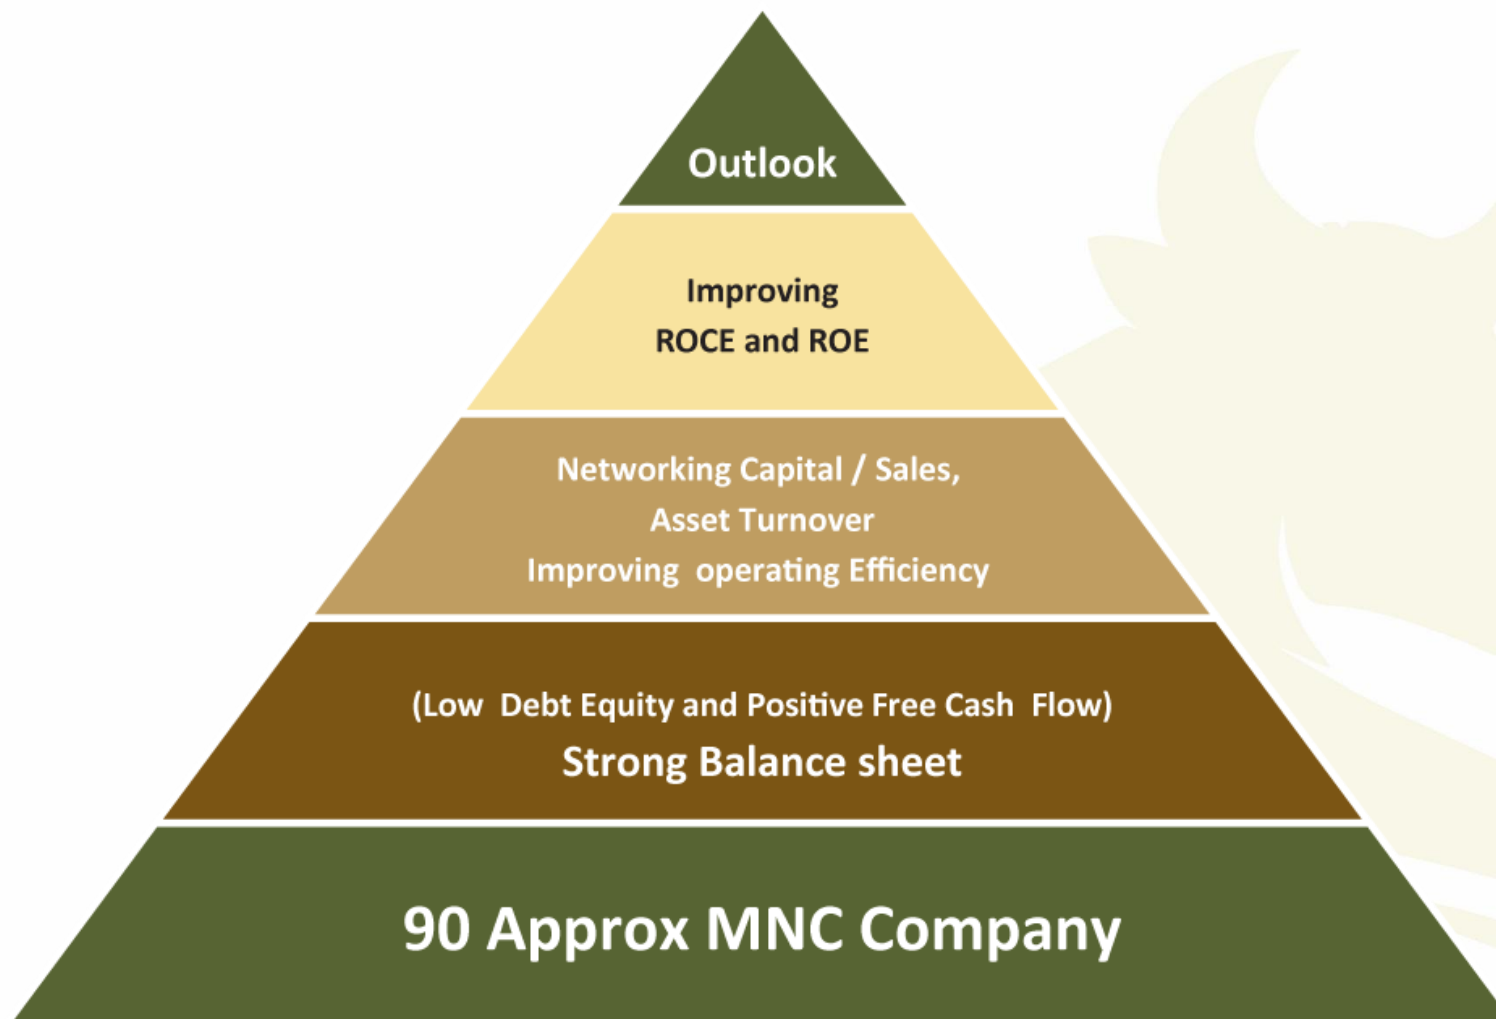 Outlook
Improving
ROCE and ROE
Networking Capital / Sales,
Asset Turnover
Improving operating Efficiency
(Low Debt Equity and Positive Free Cash Flow)
Strong Balance sheet
90 Approx MNC Company